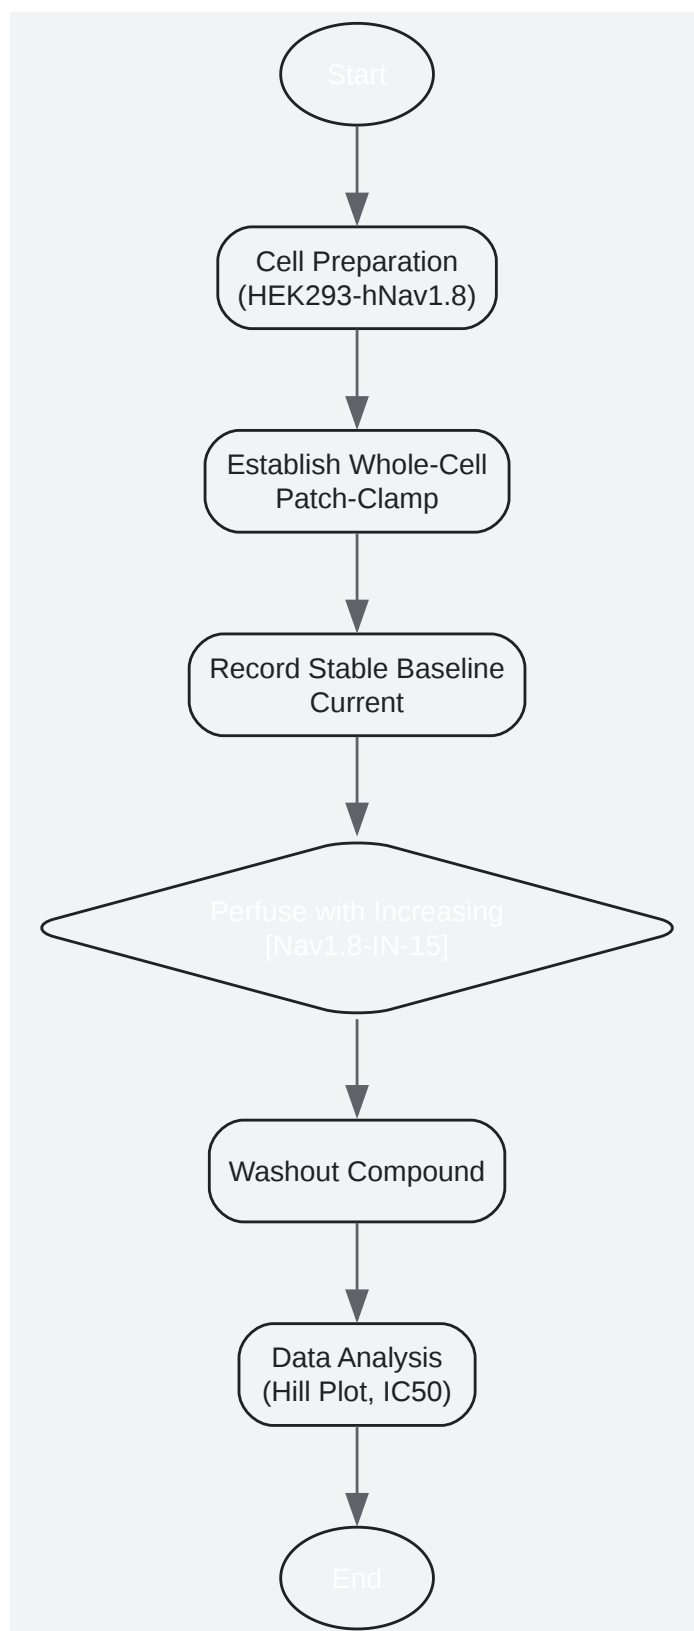 Start
Cell Preparation
(HEK293-hNav1.8)
Establish Whole-Cell
Patch-Clamp
Record Stable Baseline
Current
Perfuse with Increasing
[Nav1.8-IN-15]
Washout Compound
Data Analysis
(Hill Plot, IC50)
End